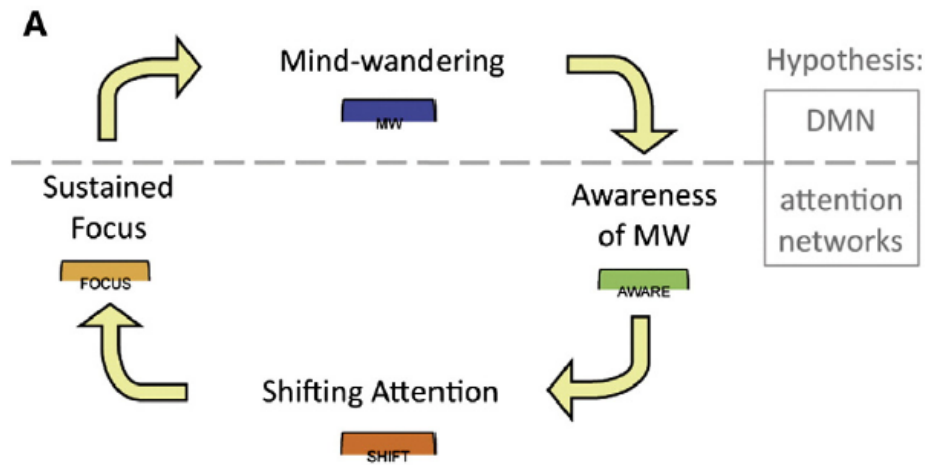 A
Mind-wandering
MW
Hypothesis:
DMN
attention
networks
Sustained
Focus
FOCUS
Awareness
of MW
AWARE
Shifting Attention
SHIFT